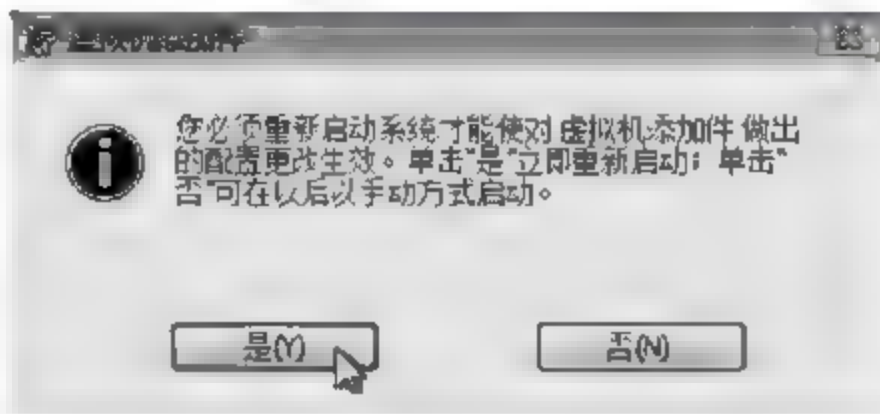 您必须重新启动系统才能使对 虚拟机添加件 做出
的配置更改生效。单击"是"立即重新启动；单击"
否"可在以后以手动方式启动。
是(Y)
否(N)